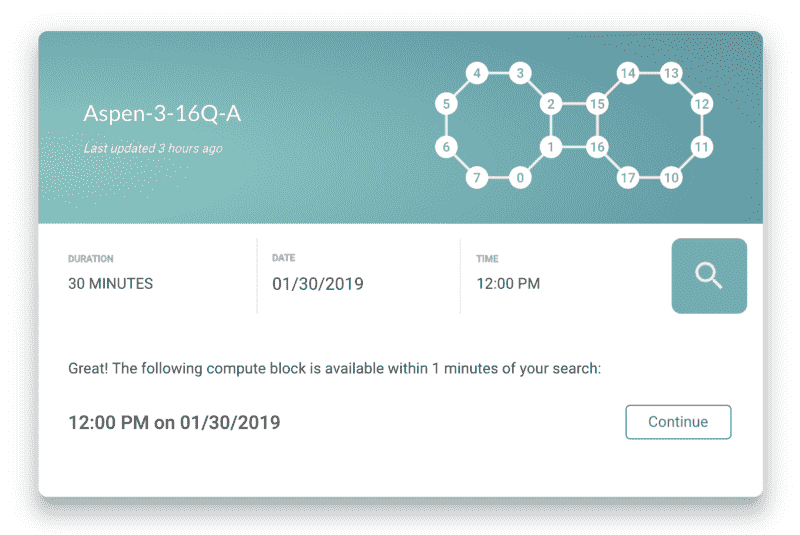 Aspen-3-16Q-A
Last updated 3 hours ago
4 3 14 13
5 2 15 12
6 1 16 11
7 0 17 10
DURATION
30 MINUTES
DATE
01/30/2019
TIME
12:00 PM
Great! The following compute block is available within 1 minutes of your search:
12:00 PM on 01/30/2019
Continue